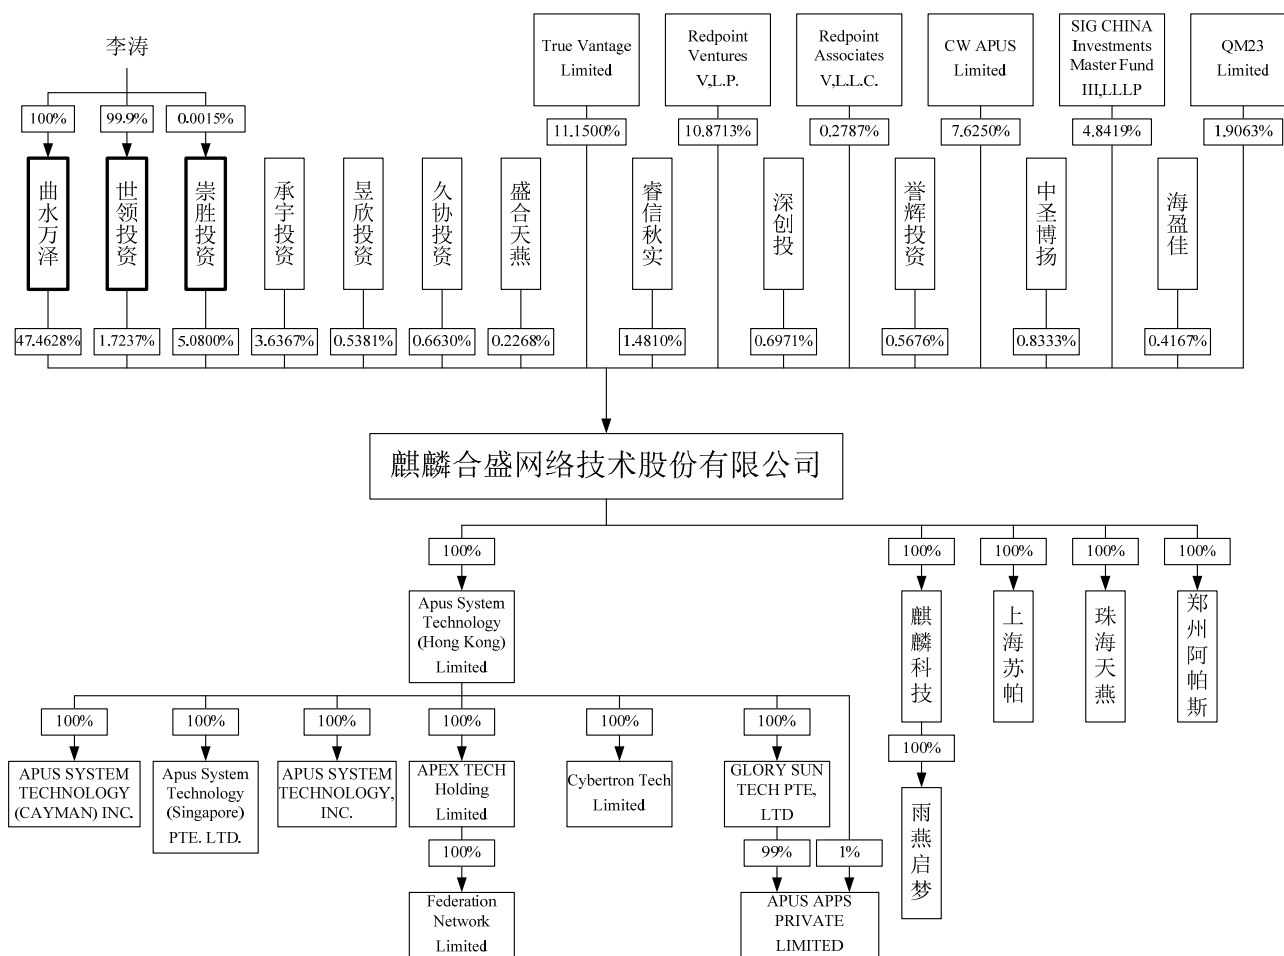 李涛
True Vantage
Limited
Redpoint
Ventures
V,L.P.
Redpoint
Associates
V,L.L.C.
CW APUS
Limited
SIG CHINA
Investments
Master Fund
III,LLLP
QM23
Limited
100%
99.9%
0.0015%
11.1500%
10.8713%
0.2787%
7.6250%
4.8419%
1.9063%
曲水万泽
世领投资
崇胜投资
承宇投资
昱欣投资
久协投资
盛合天燕
睿信秋实
深创投
誉辉投资
中圣博扬
海盈佳
47.4628%
1.7237%
5.0800%
3.6367%
0.5381%
0.6630%
0.2268%
1.4810%
0.6971%
0.5676%
0.8333%
0.4167%
麒麟合盛网络技术股份有限公司
100%
100%
100%
100%
100%
Apus System
Technology
(Hong Kong)
Limited
麒麟科技
上海苏帕
珠海天燕
郑州阿帕斯
100%
100%
100%
100%
100%
100%
100%
APUS SYSTEM
TECHNOLOGY
(CAYMAN) INC.
Apus System
Technology
(Singapore)
PTE. LTD.
APUS SYSTEM
TECHNOLOGY,
INC.
APEX TECH
Holding
Limited
Cybertron Tech
Limited
GLORY SUN
TECH PTE,
LTD
雨燕启梦
100%
99%
1%
Federation
Network
Limited
APUS APPS
PRIVATE
LIMITED